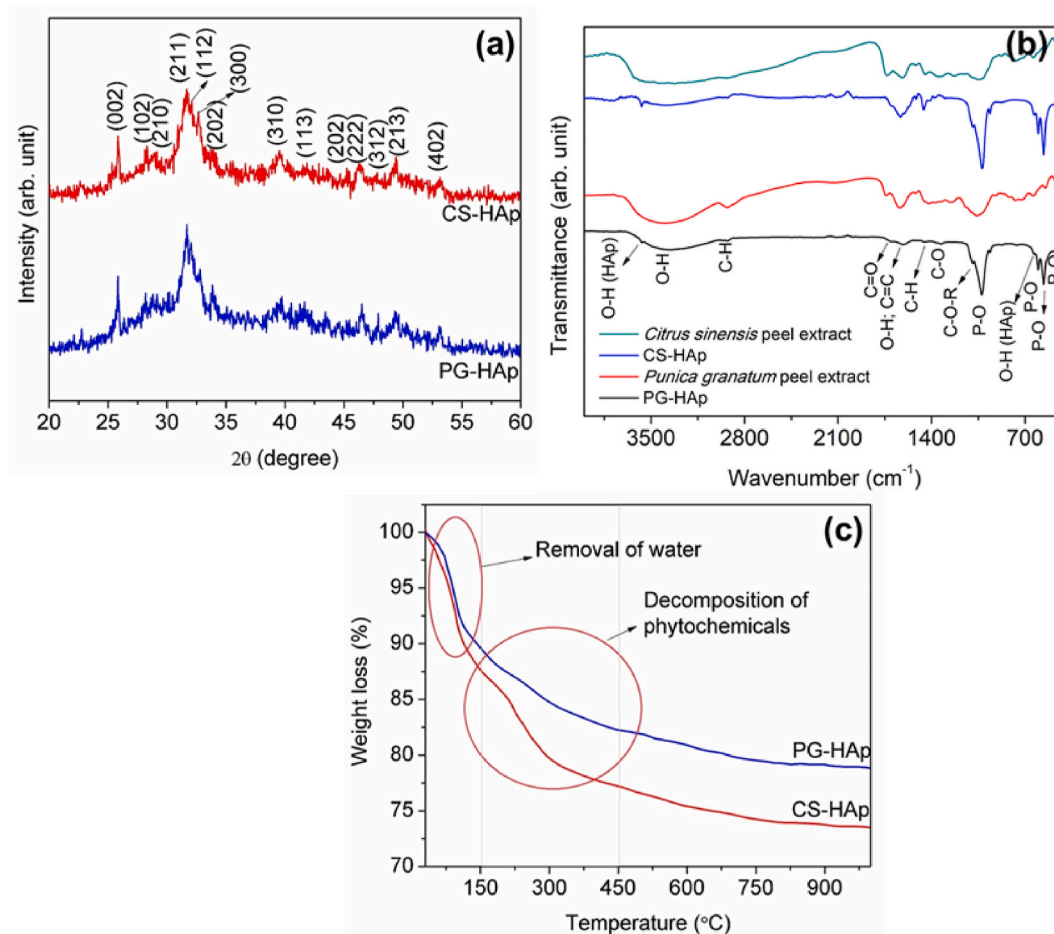 (a)
Intensity (arb. unit)
(002)
(102)
(210)
(211)
(112)
(300)
(202)
(310)
(113)
(202)
(222)
(312)
(213)
(402)
CS-HAp
PG-HAp
20 25 30 35 40 45 50 55 60
2θ (degree)
(b)
Transmittance (arb. unit)
O-H (HAp)
O-H
C-H
C=O
O-H; C=C
C-H
C-O
C-O-R
P-O
O-H (HAp)
P-O
P-O
Citrus sinensis peel extract
CS-HAp
Punica granatum peel extract
PG-HAp
3500 2800 2100 1400 700
Wavenumber (cm⁻¹)
(c)
Weight loss (%)
100
95
90
85
80
75
70
Removal of water
Decomposition of
phytochemicals
PG-HAp
CS-HAp
150 300 450 600 750 900
Temperature (°C)